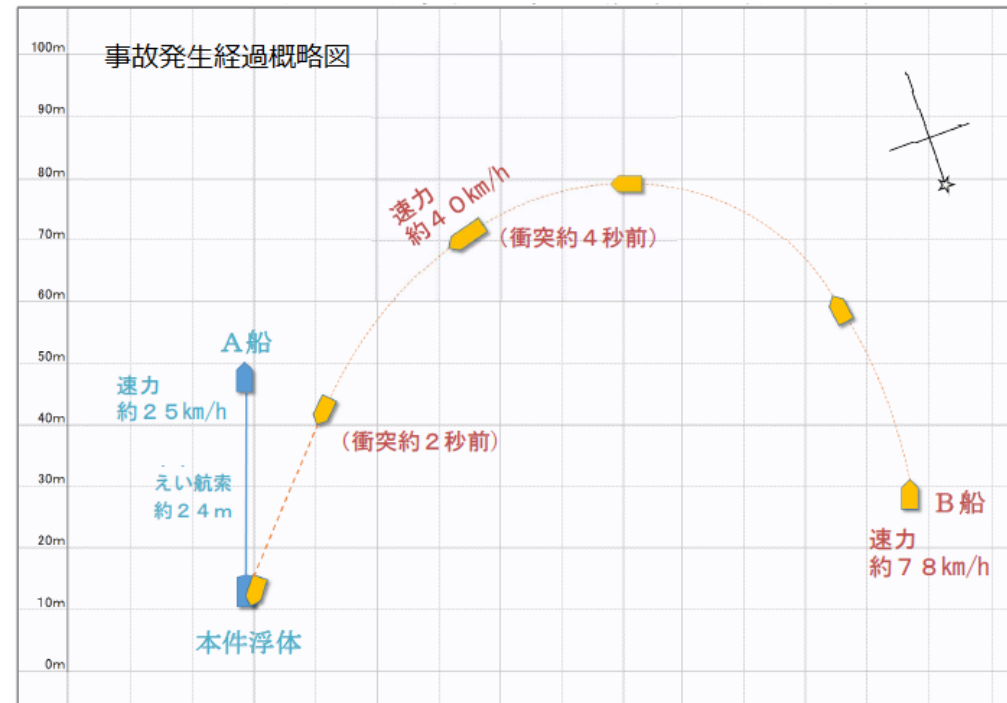 事故発生経過概略図
100m
90m
80m
70m
60m
50m
40m
30m
20m
10m
0m
速力
約40km/h
(衝突約4秒前)
A船
速力
約25km/h
(衝突約2秒前)
えい航索
約24m
B船
速力
約78km/h
本件浮体